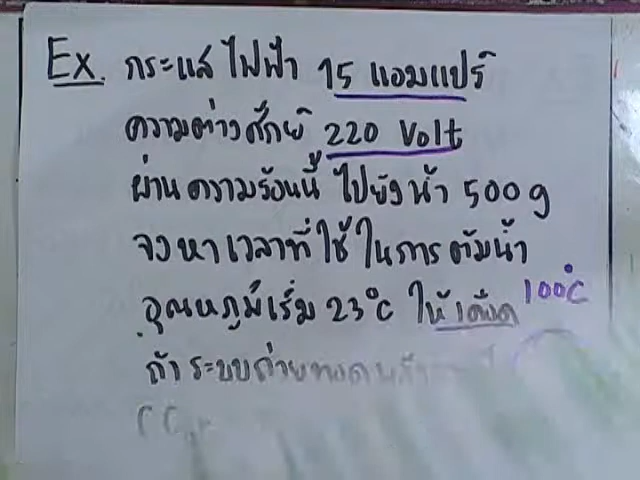 Ex. กระแสไฟฟ้า 15 แอมแปร์
ความต่างศักย์ 220 Volt
ผ่านความร้อนนี้ไปยังน้ำ 500g
จงหาเวลาที่ใช้ในการต้มน้ำ
อุณหภูมิเริ่ม 23°C ให้เดือด 100°C
ถ้าระบบถ่ายทอด